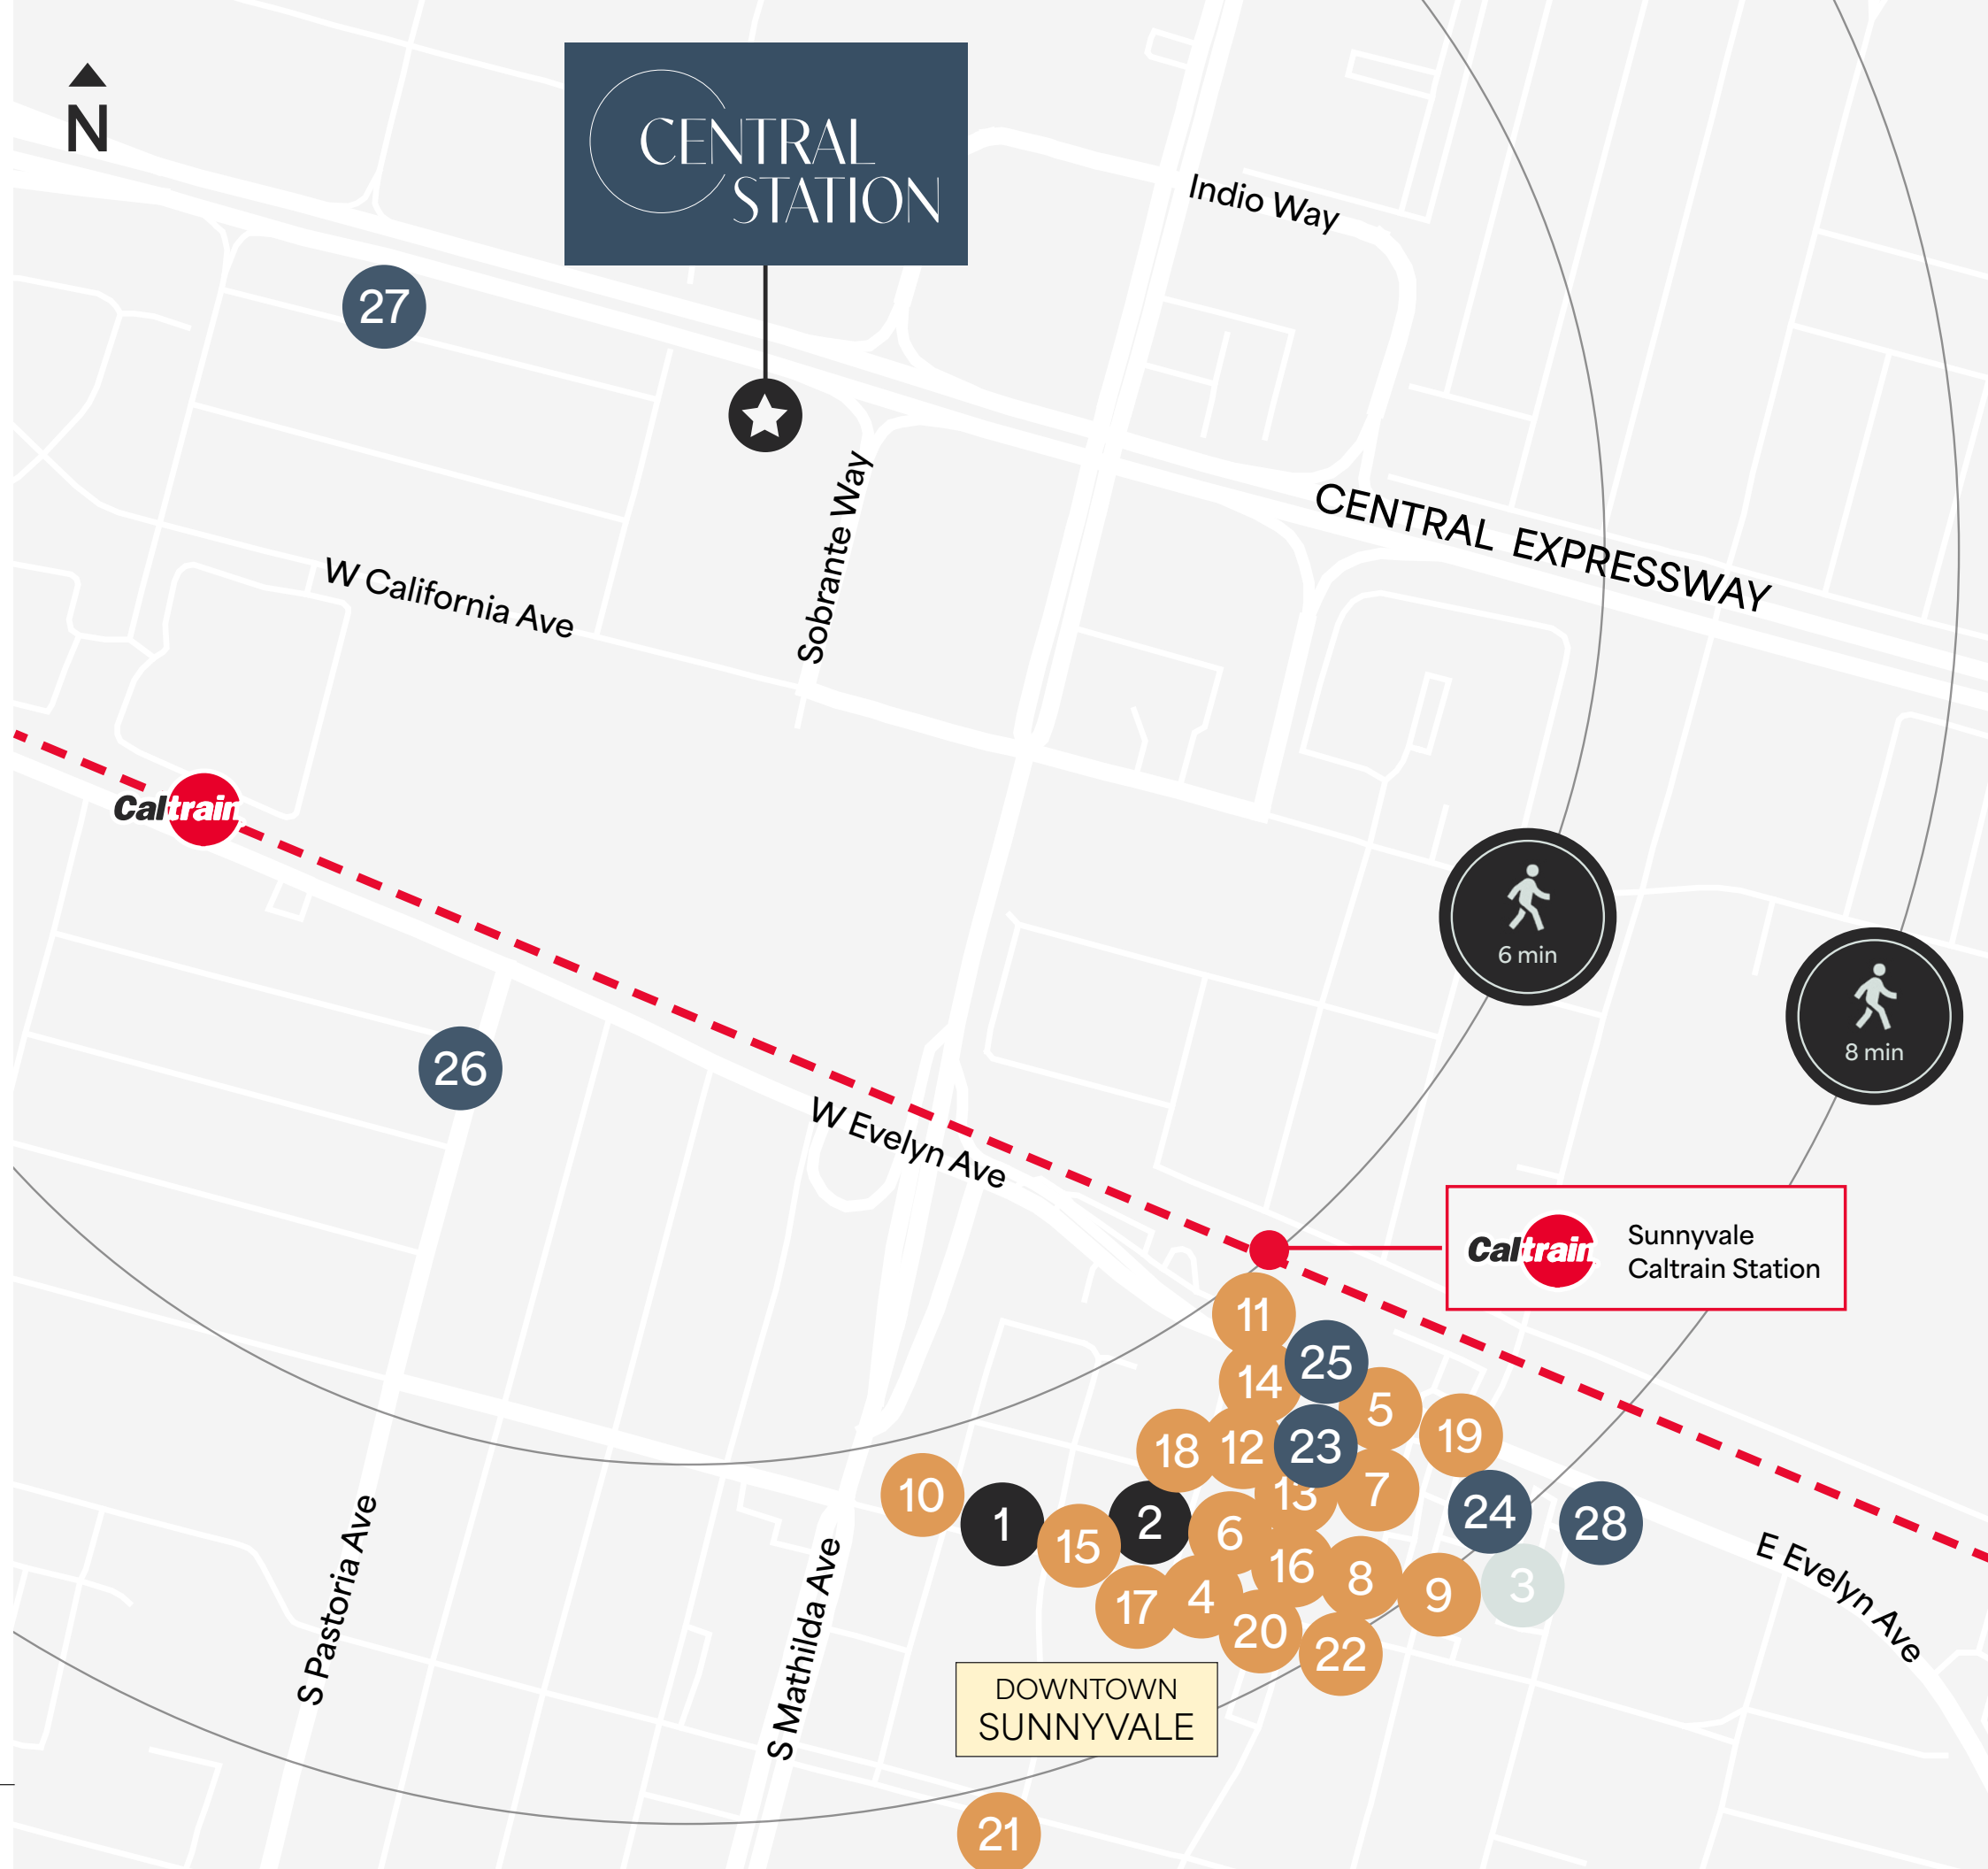 N
CENTRAL
STATION
Indio Way
27
CENTRAL EXPRESSWAY
Sobrante Way
W California Ave
Caltrain
6 min
8 min
26
W Evelyn Ave
Caltrain
Sunnyvale
Caltrain Station
11
25
14
5
19
18
12
23
10
13
7
1
15
2
6
24
28
16
8
9
3
17
4
20
22
E Evelyn Ave
S Pastoria Ave
S Mathilda Ave
DOWNTOWN
SUNNYVALE
21